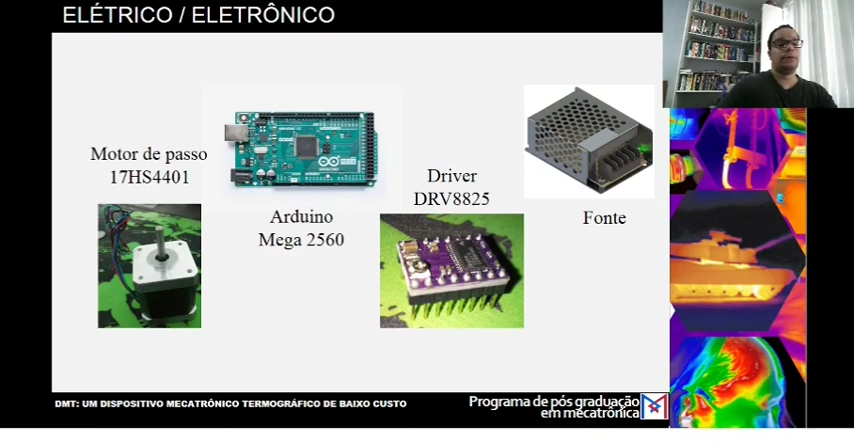 ELÉTRICO / ELETRÔNICO
Motor de passo
17HS4401
Arduino
Mega 2560
Driver
DRV8825
Fonte
DMT: UM DISPOSITIVO MECATRÔNICO TERMOGRÁFICO DE BAIXO CUSTO
Programa de pós graduação
em mecatrônica